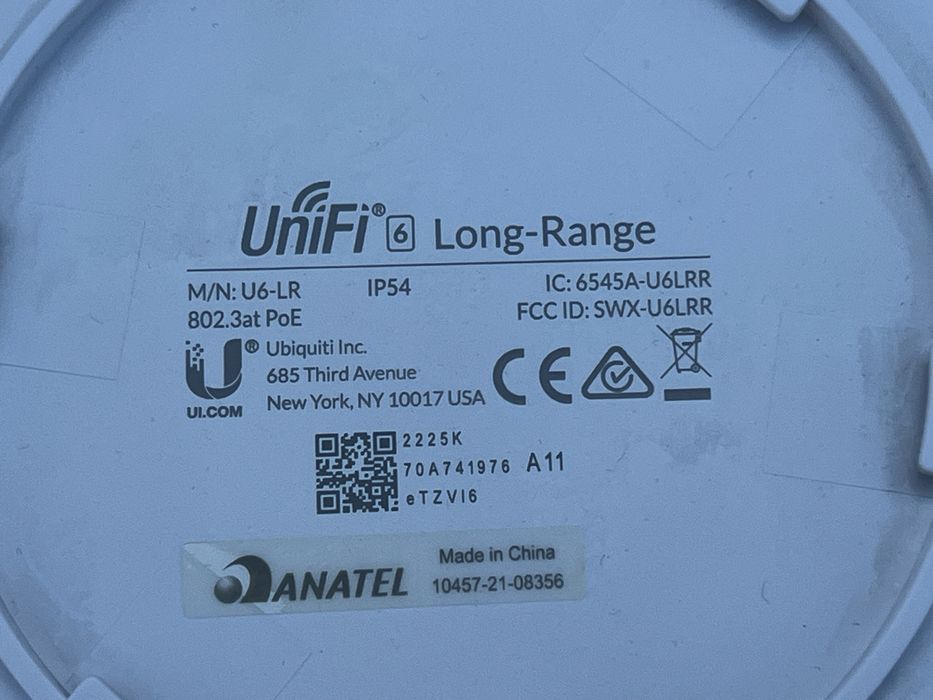 UniFi® 6 Long-Range
M/N: U6-LR IP54 IC: 6545A-U6LRR
802.3at PoE FCC ID: SWX-U6LRR
U® Ubiquiti Inc.
685 Third Avenue
UI.COM New York, NY 10017 USA
CE
2225K
70A741976 A11
eTZVI6
ANATEL Made in China
10457-21-08356